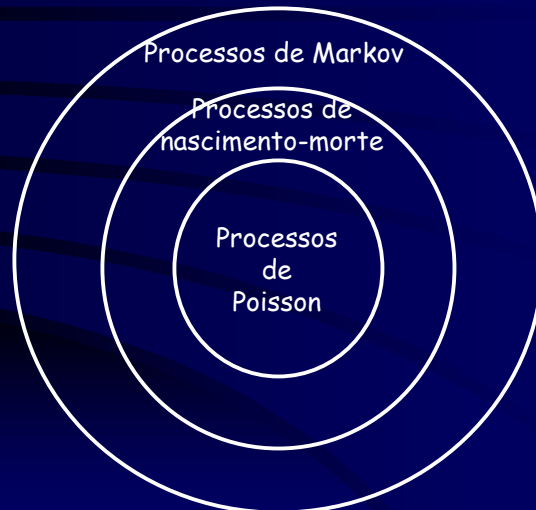 Processos de Markov
Processos de
nascimento-morte
Processos
de
Poisson